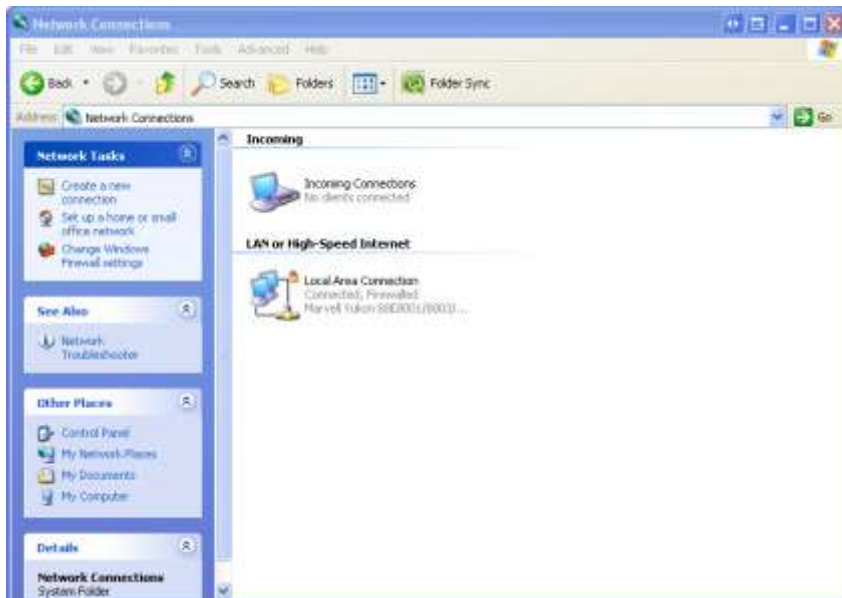 Network Connections
File Edit View Favorites Tools Advanced Help
Back Search Folders Folder Sync
Address Network Connections Go
Network Tasks
Create a new
connection
Set up a home or small
office network
Change Windows
Firewall settings
See Also
Network
Troubleshooter
Other Places
Control Panel
My Network Places
My Documents
My Computer
Details
Network Connections
System Folder
Incoming
Incoming Connections
No clients connected
LAN or High-Speed Internet
Local Area Connection
Connected, Firewalled
Marvell Yukon 88E8001/8003/...